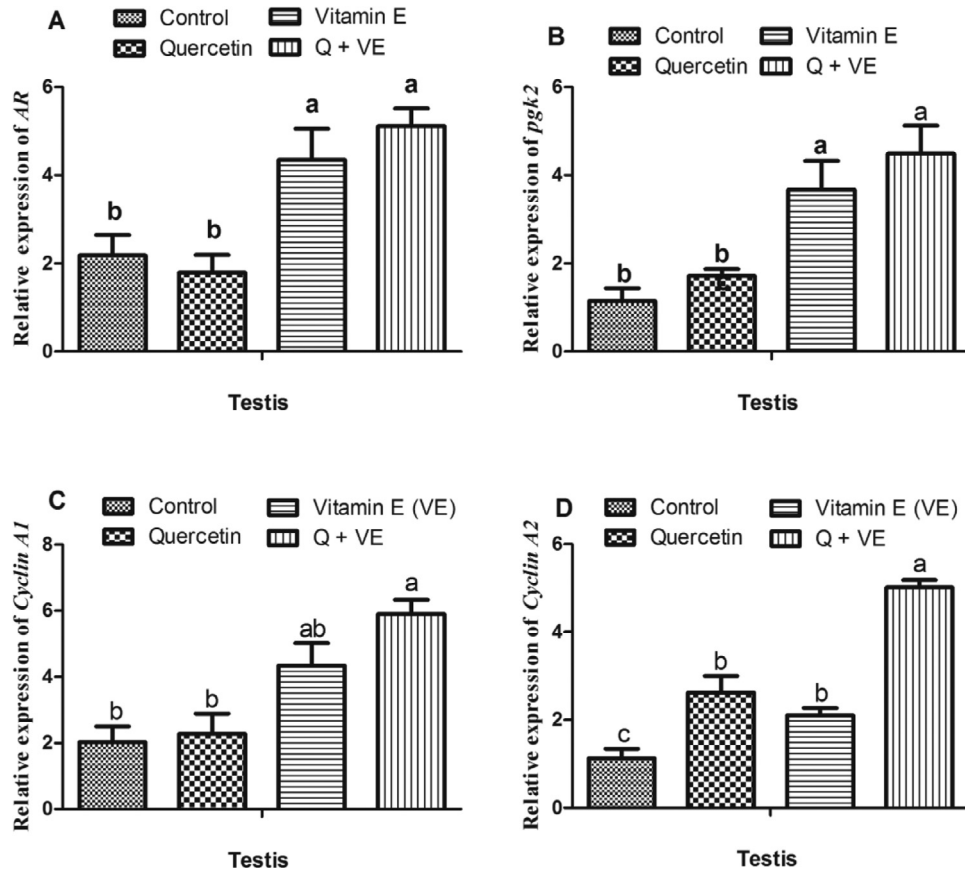 A
Control
Vitamin E
Quercetin
Q + VE
Relative expression of AR
6
4
2
0
b
b
a
a
Testis
B
Control
Vitamin E
Quercetin
Q + VE
Relative expression of pgk2
6
4
2
0
b
b
a
a
Testis
C
Control
Vitamin E (VE)
Quercetin
Q + VE
Relative expression of Cyclin A1
8
6
4
2
0
b
b
ab
a
Testis
D
Control
Vitamin E (VE)
Quercetin
Q + VE
Relative expression of Cyclin A2
6
4
2
0
c
b
b
a
Testis